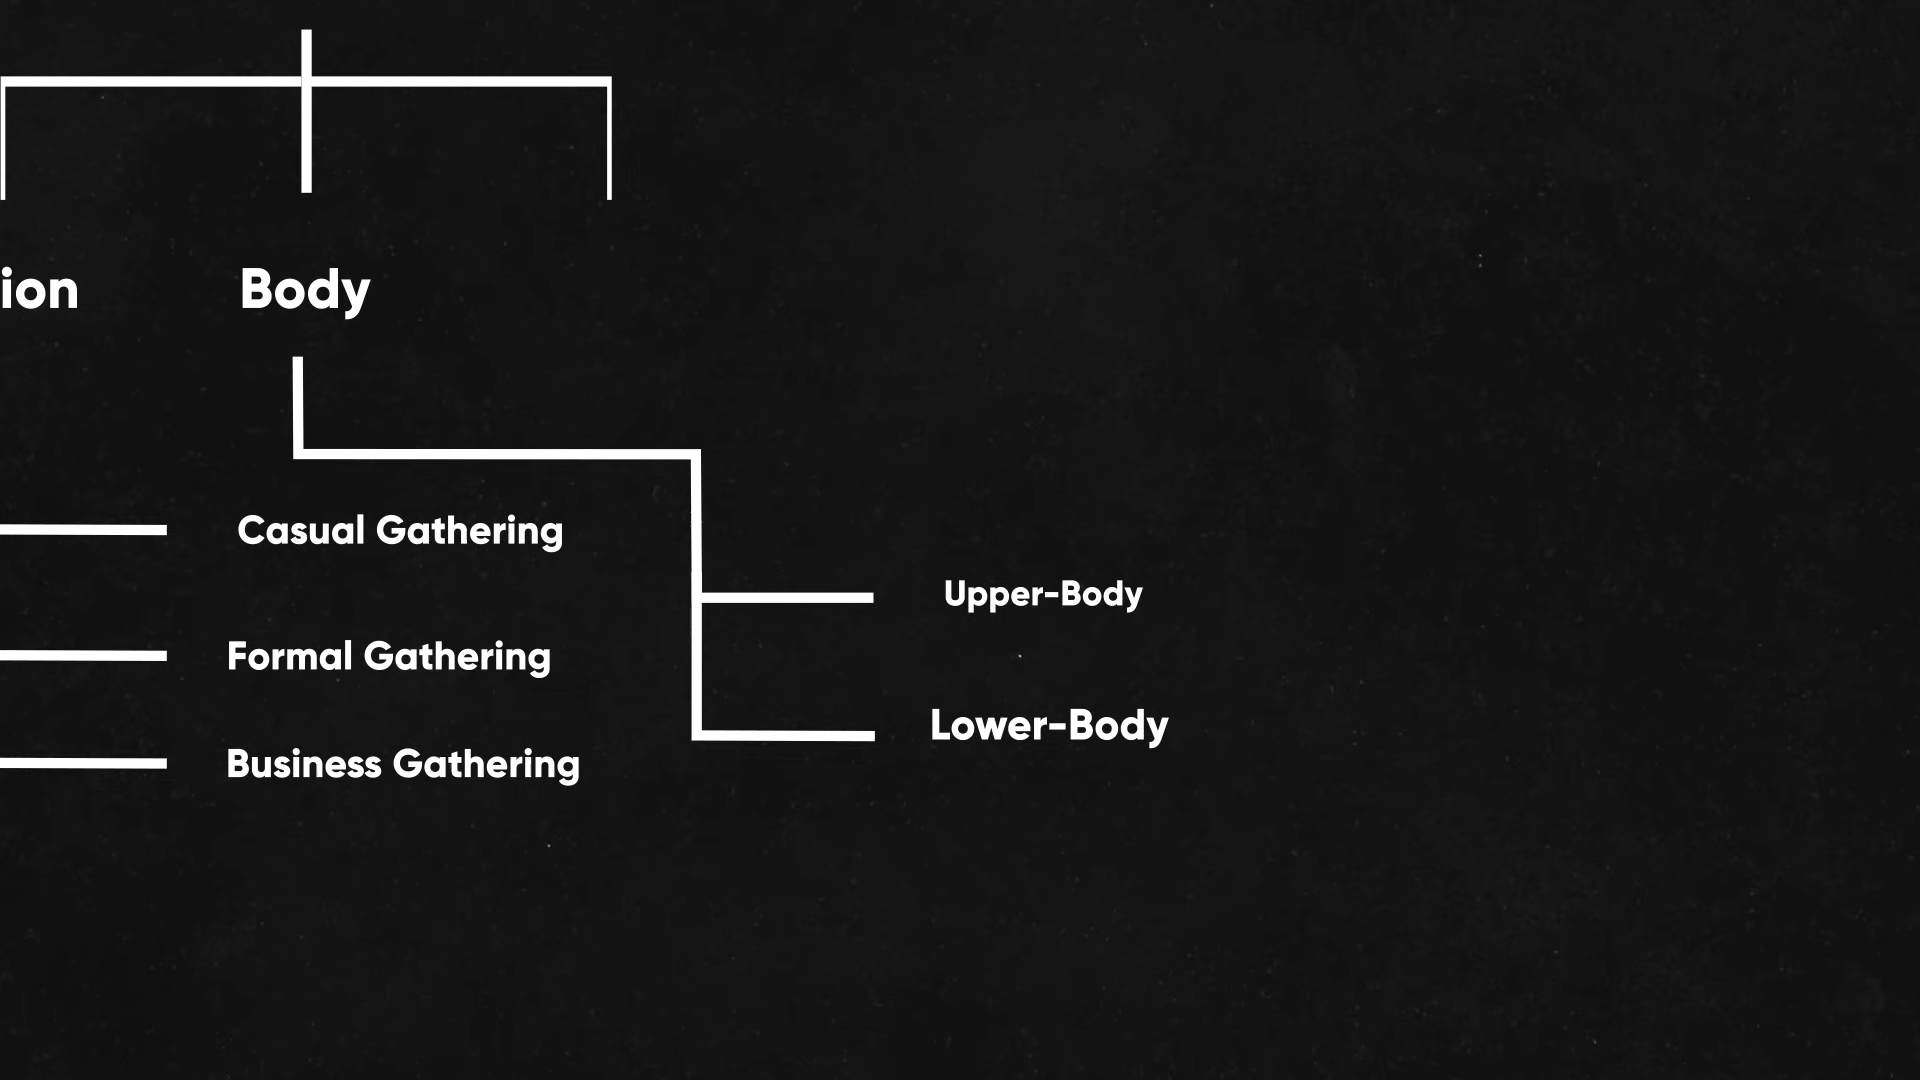 ion
Body
Casual Gathering
Formal Gathering
Business Gathering
Upper-Body
Lower-Body